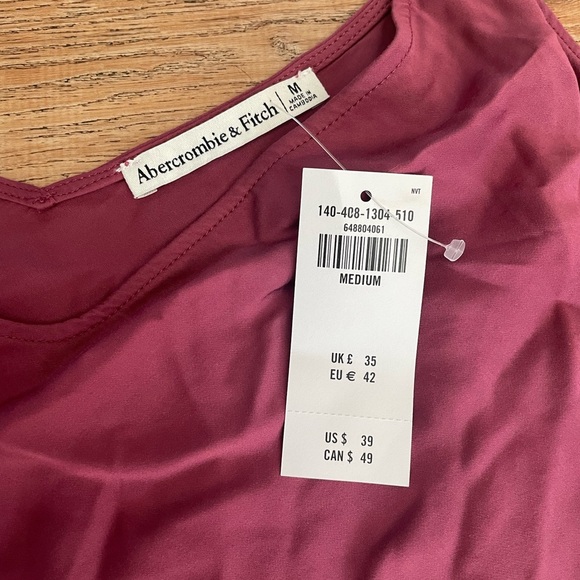 Abercrombie & Fitch
M
MADE IN
CAMBODIA
NVT
140-408-1304-510
648804061
MEDIUM
UK £ 35
EU € 42
US $ 39
CAN $ 49